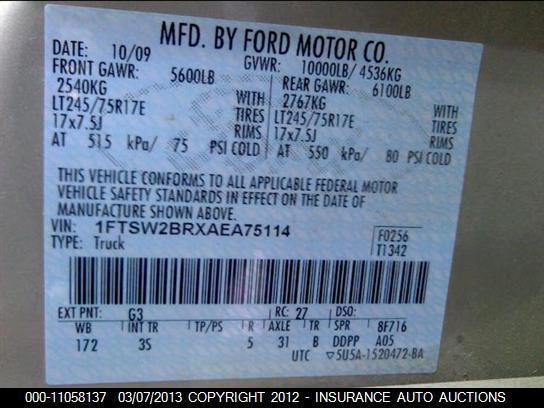 MFD. BY FORD MOTOR CO.
DATE: 10/09 GVWR: 10000LB/ 4536KG
FRONT GAWR: 5600LB REAR GAWR: 6100LB
2540KG WITH 2767KG WITH
LT245/75R17E TIRES LT245/75R17E TIRES
17x7.5J RIMS 17x7.5J RIMS
AT 515 kPa/ 75 PSI COLD AT 550 kPa/ 80 PSI COLD
THIS VEHICLE CONFORMS TO ALL APPLICABLE FEDERAL MOTOR
VEHICLE SAFETY STANDARDS IN EFFECT ON THE DATE OF
MANUFACTURE SHOWN ABOVE.
VIN: 1FTSW2BRXAEA75114 F0256
TYPE: Truck T1342
EXT PNT: G3 RC: 27 DSO:
WB INT TR TP/PS R AXLE TR SPR 8F716
172 3S 5 31 B DDPP A05
UTC ▽5U5A-1520472-BA
000-11058137 03/07/2013 COPYRIGHT 2012 - INSURANCE AUTO AUCTIONS